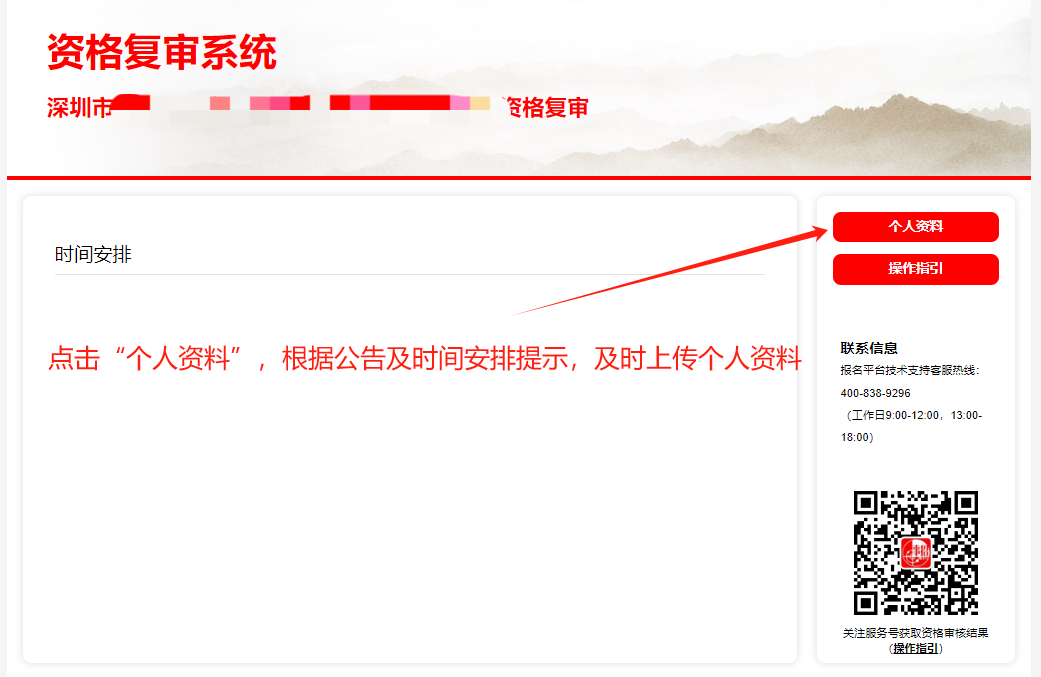 资格复审系统
深圳市
资格复审
个人资料
操作指引
时间安排
点击“个人资料”，根据公告及时间安排提示，及时上传个人资料
联系信息
报名平台技术支持客服热线：
400-838-9296
（工作日9:00-12:00，13:00-
18:00）
关注服务号获取资格审核结果
（操作指引）